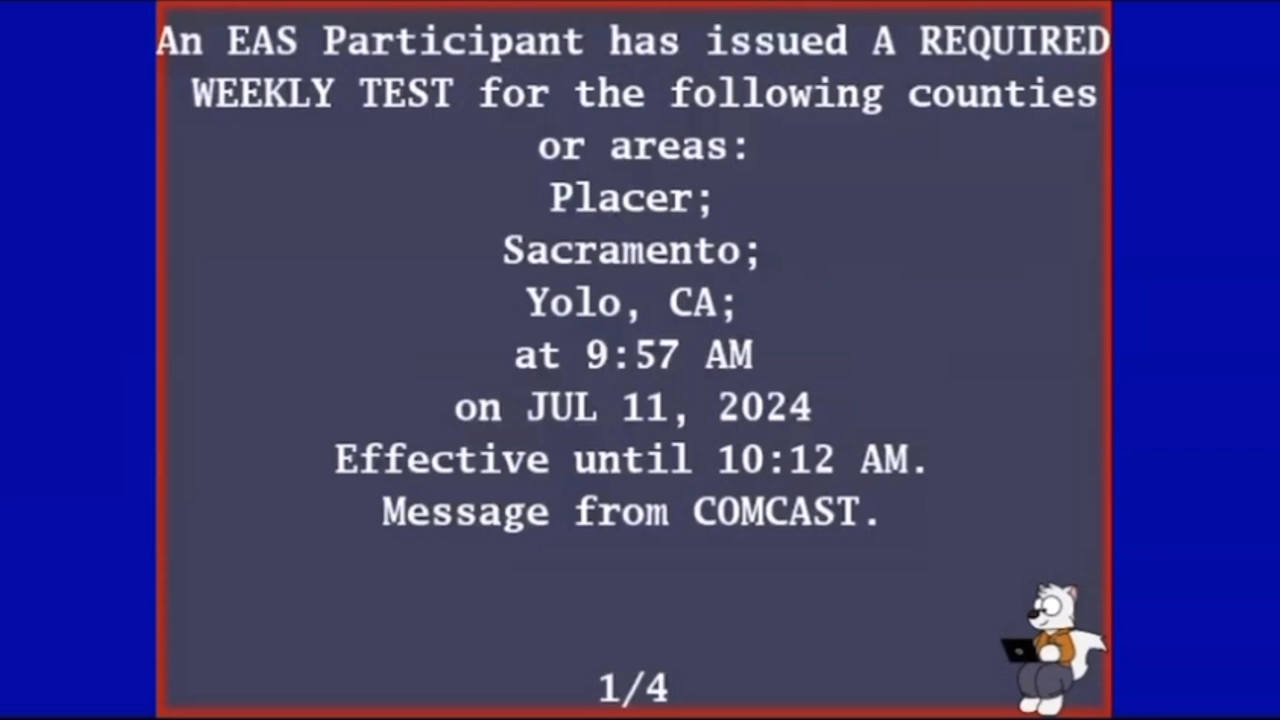 An EAS Participant has issued A REQUIRED
WEEKLY TEST for the following counties
or areas:
Placer;
Sacramento;
Yolo, CA;
at 9:57 AM
on JUL 11, 2024
Effective until 10:12 AM.
Message from COMCAST.
1/4